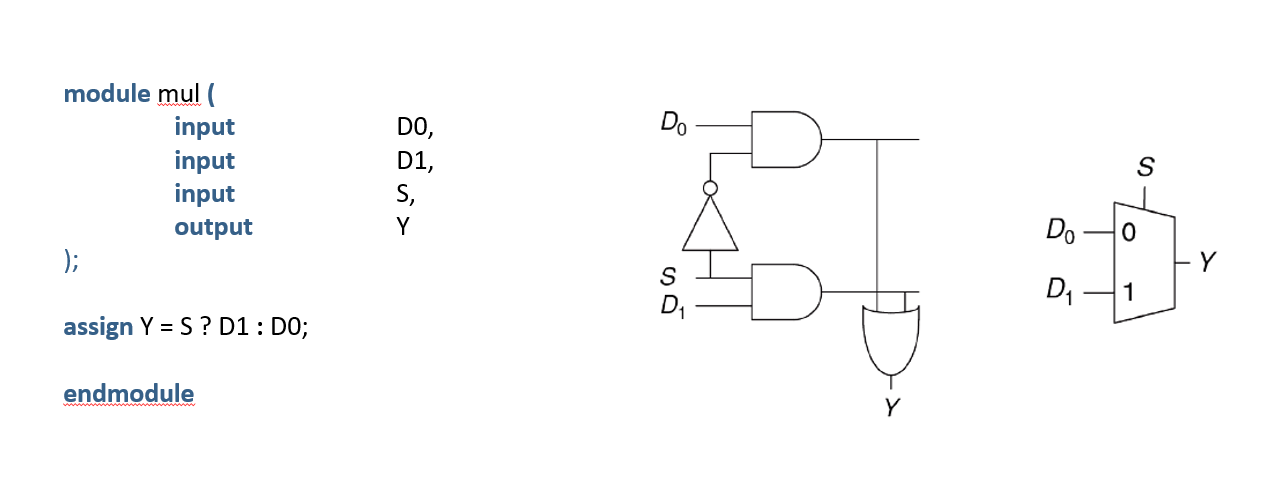 module mul (
input D0,
input D1,
input S,
output Y
);
assign Y = S ? D1 : D0;
endmodule
D₀
S
D₁
Y
S
D₀ 0
Y
D₁ 1